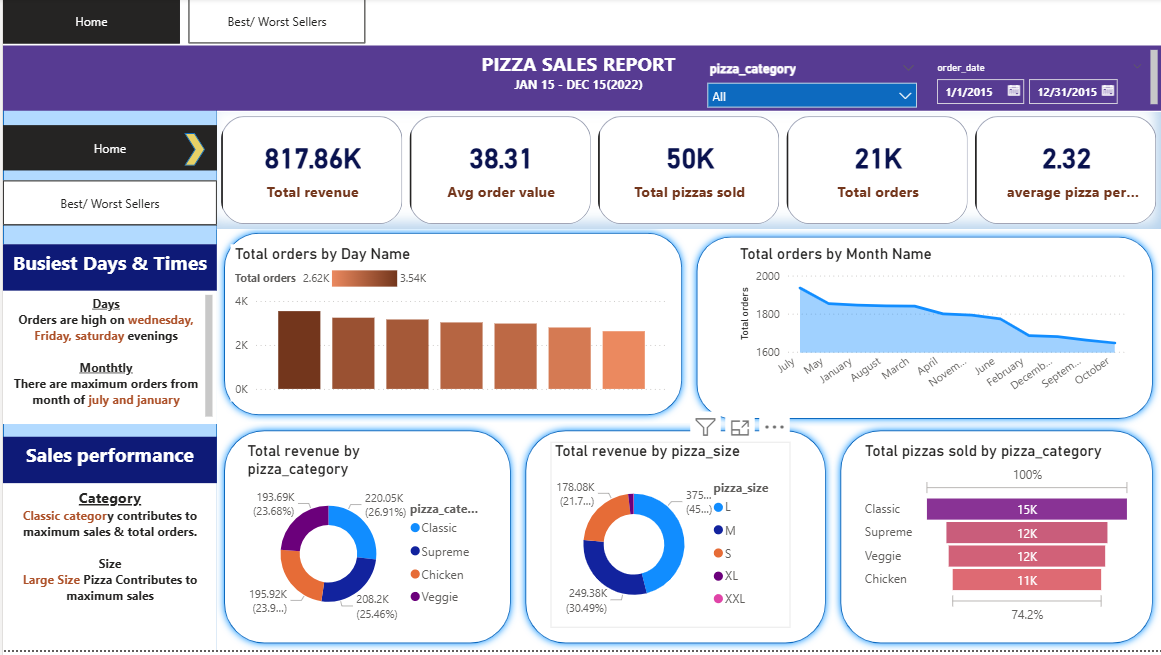 Home
Best/ Worst Sellers
PIZZA SALES REPORT
JAN 15 - DEC 15(2022)
pizza_category
All
order_date
1/1/2015
12/31/2015
Home
Best/ Worst Sellers
817.86K
Total revenue
38.31
Avg order value
50K
Total pizzas sold
21K
Total orders
2.32
average pizza per...
Busiest Days & Times
Days
Orders are high on wednesday,
Friday, saturday evenings
Monthtly
There are maximum orders from
month of july and january
Total orders by Day Name
Total orders 2.62K 3.54K
4K
2K
0K
Total orders by Month Name
Total orders
2000
1800
1600
July
May
January
August
March
April
Novem...
June
February
Decemb...
Septem...
October
Sales performance
Category
Classic category contributes to
maximum sales & total orders.
Size
Large Size Pizza Contributes to
maximum sales
Total revenue by
pizza_category
193.69K
(23.68%)
220.05K
(26.91%)
195.92K
(23.9...)
208.2K
(25.46%)
pizza_cate...
Classic
Supreme
Chicken
Veggie
Total revenue by pizza_size
178.08K
(21.7...)
375...
(45...)
249.38K
(30.49%)
pizza_size
L
M
S
XL
XXL
Total pizzas sold by pizza_category
100%
Classic 15K
Supreme 12K
Veggie 12K
Chicken 11K
74.2%